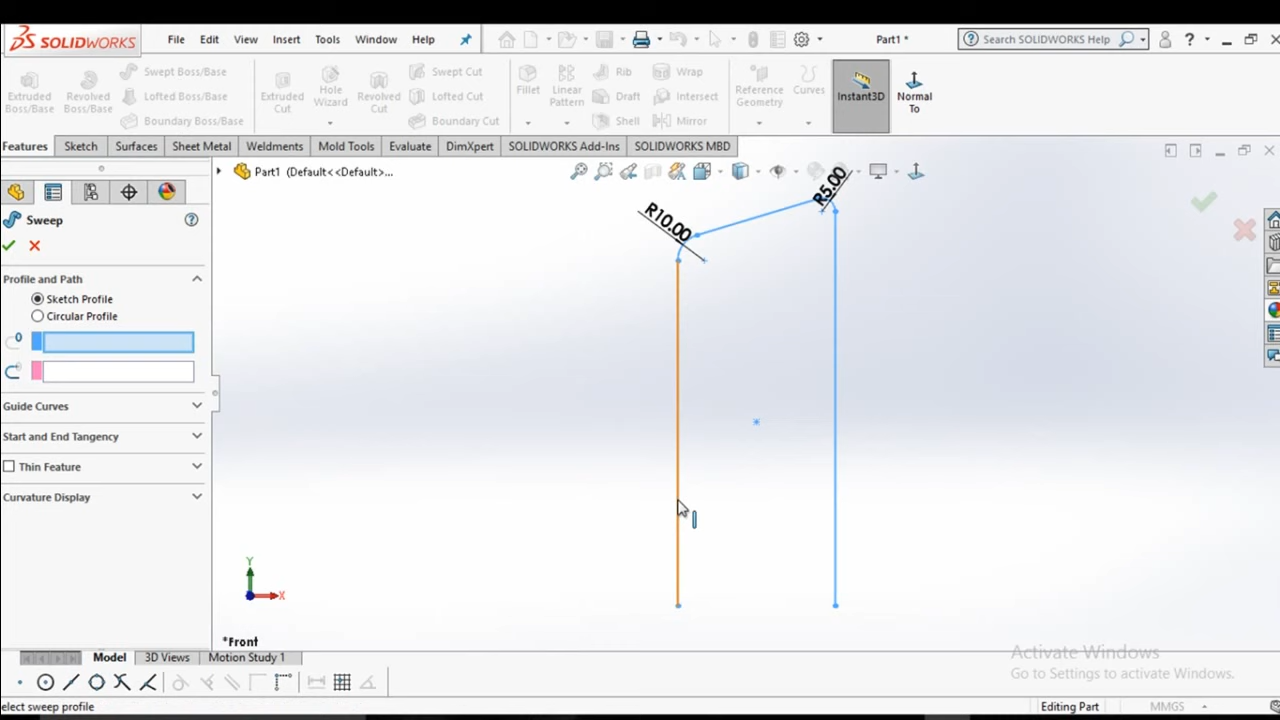 SOLIDWORKS File Edit View Insert Tools Window Help Part1 * Search SOLIDWORKS Help ?
Extruded Boss/Base Revolved Boss/Base Swept Boss/Base Lofted Boss/Base Boundary Boss/Base Extruded Cut Hole Wizard Revolved Cut Swept Cut Lofted Cut Boundary Cut Fillet Linear Pattern Rib Draft Shell Wrap Intersect Mirror Reference Geometry Curves Instant3D Normal To
Features Sketch Surfaces Sheet Metal Weldments Mold Tools Evaluate DimXpert SOLIDWORKS Add-Ins SOLIDWORKS MBD
Part1 (Default<<Default>...
Sweep ?
Profile and Path
Sketch Profile
Circular Profile
Guide Curves
Start and End Tangency
Thin Feature
Curvature Display
R10.00
R5.00
Y
X
*Front
Activate Windows
Go to Settings to activate Windows.
Model 3D Views Motion Study 1
elect sweep profile Editing Part MMGS